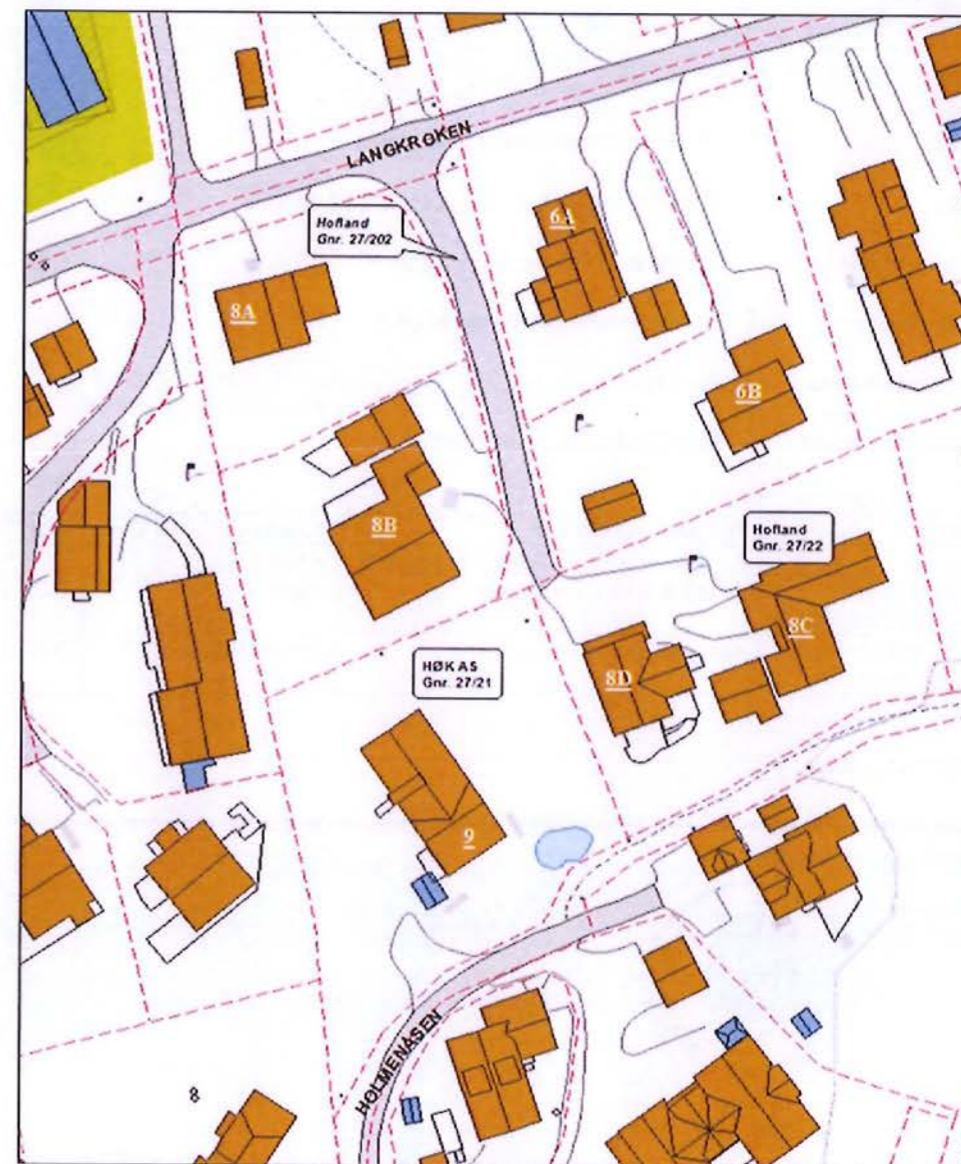 LANGKROKEN
Hofland
Gnr. 27/202
6A
8A
6B
8B
Hofland
Gnr. 27/22
8C
HØK AS
Gnr. 27/21
8D
9
HOLMENÅSEN